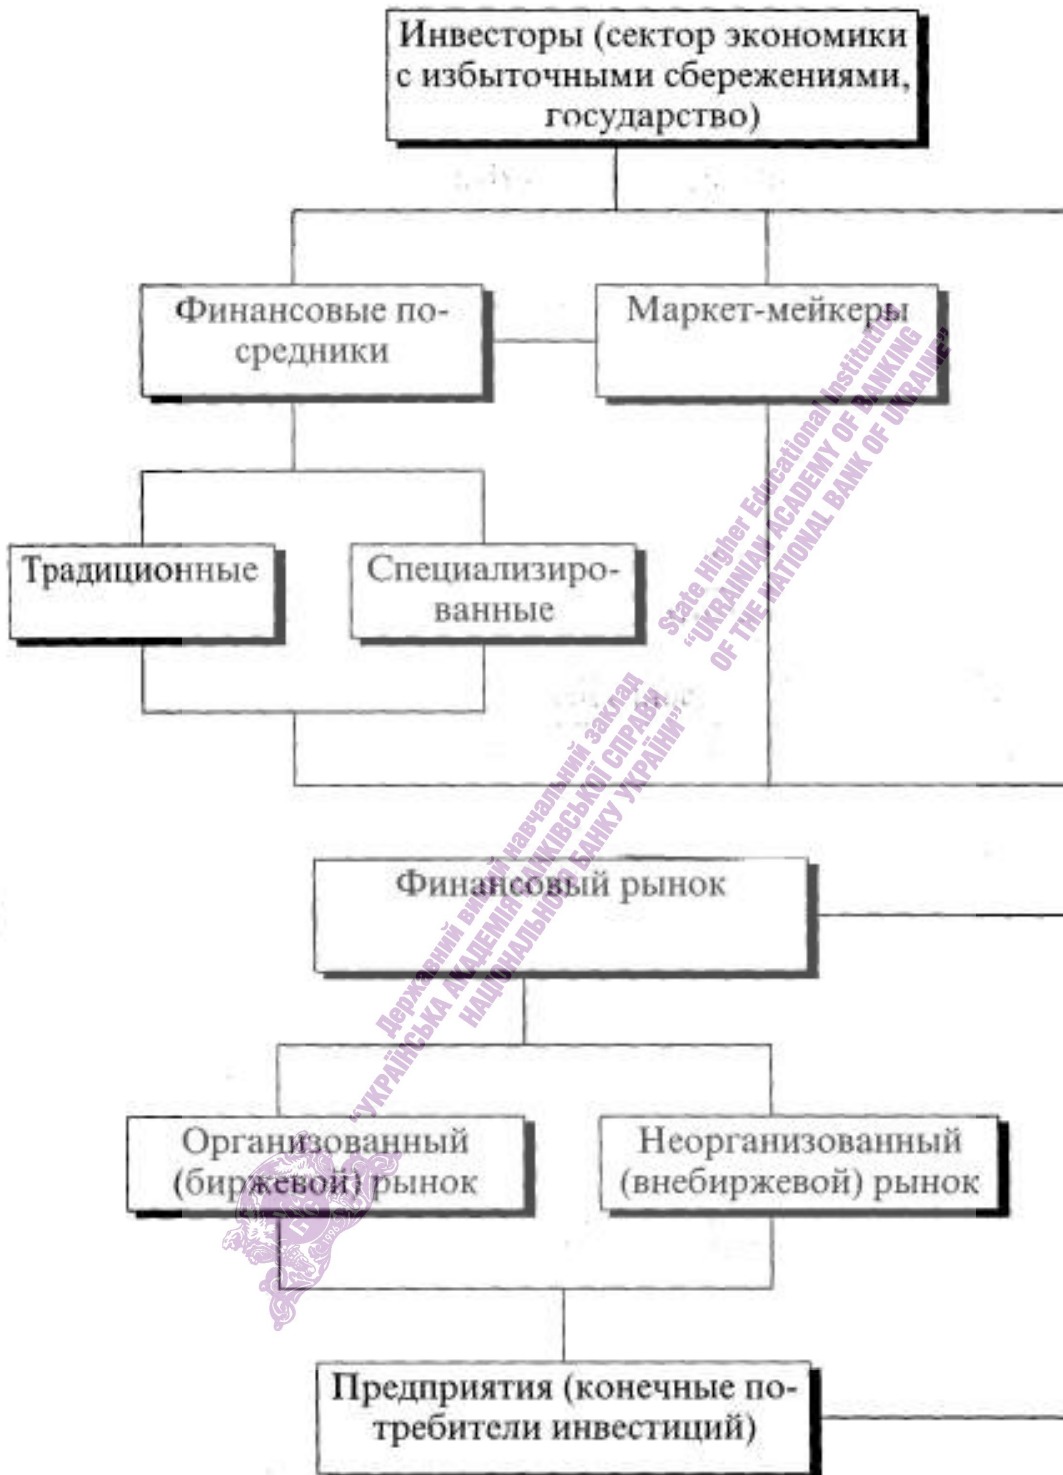 Инвесторы (сектор экономики
с избыточными сбережениями,
государство)
Финансовые по-
средники
Маркет-мейкеры
Традиционные
Специализиро-
ванные
State Higher Educational Institution
"UKRAINIAN ACADEMY OF BANKING
OF THE NATIONAL BANK OF UKRAINE"
Державний вищий навчальний заклад
"УКРАЇНСЬКА АКАДЕМІЯ БАНКІВСЬКОЇ СПРАВИ
НАЦІОНАЛЬНОГО БАНКУ УКРАЇНИ"
Финансовый рынок
Организованный
(биржевой) рынок
Неорганизованный
(внебиржевой) рынок
1996
Предприятия (конечные по-
требители инвестиций)